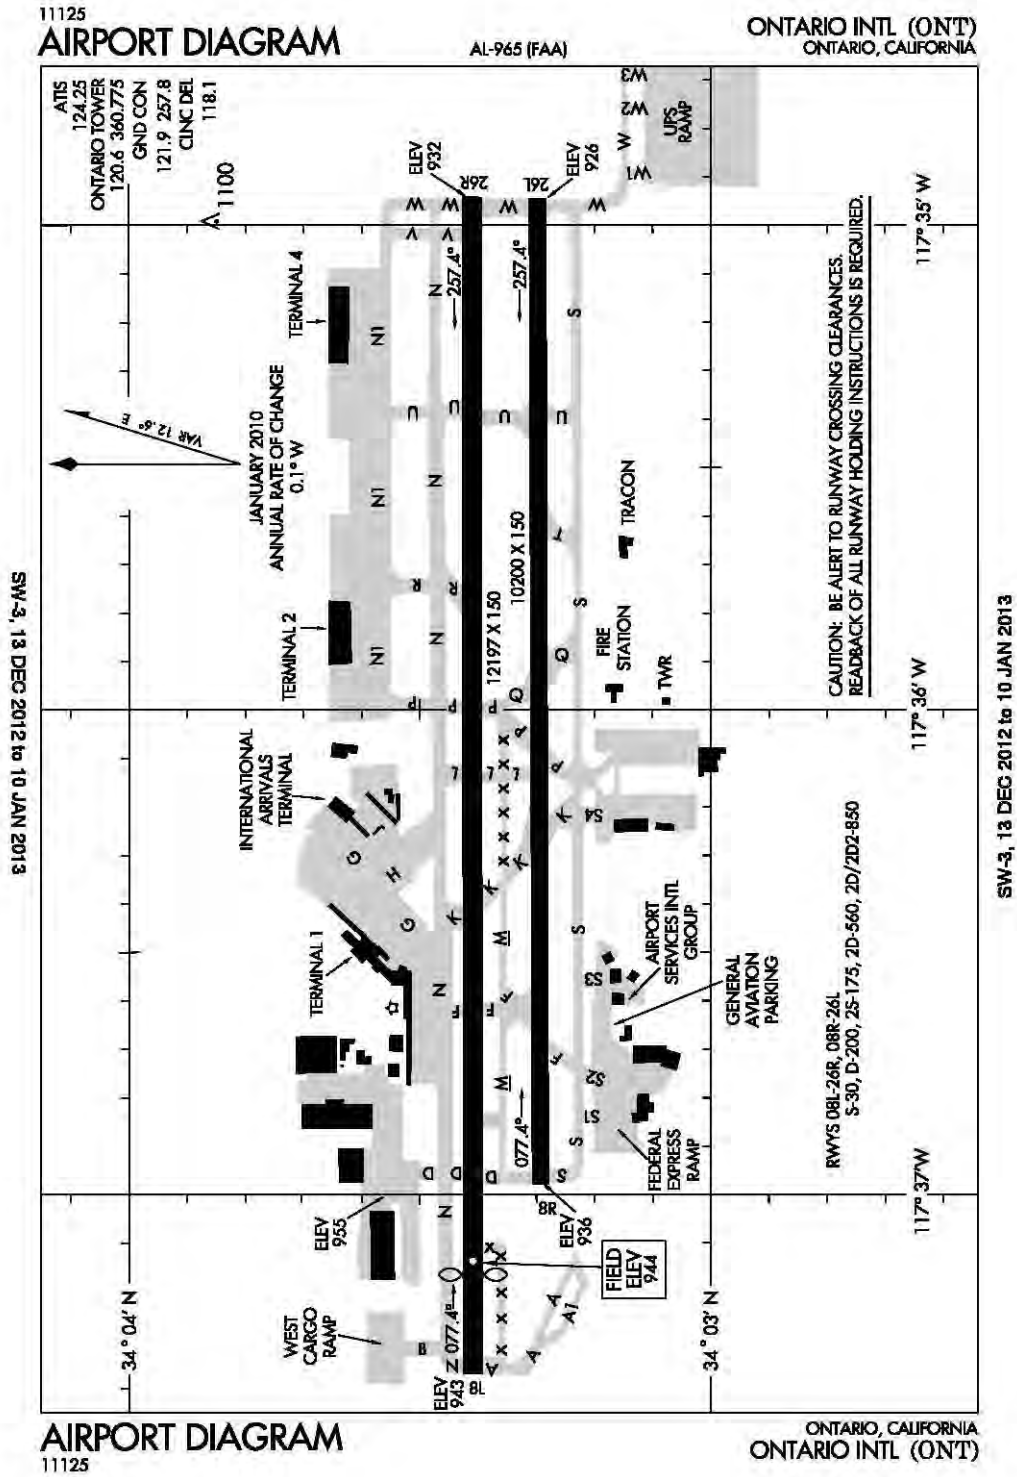 11125
AIRPORT DIAGRAM
AL-965 (FAA)
ONTARIO INTL (ONT)
ONTARIO, CALIFORNIA
ATIS
124.25
ONTARIO TOWER
120.6 360.775
GND CON
121.9 257.8
CLNC DEL
118.1
1100
ELEV
932
26R
26L
ELEV
926
W3
W2
W
W1
UPS
RAMP
W W W W
V V
257.4°
257.4°
117° 35' W
TERMINAL 4
N
S
IN
VAR 12.6° E
JANUARY 2010
ANNUAL RATE OF CHANGE
0.1° W
U U U U
N
IN
T
TRACON
CAUTION: BE ALERT TO RUNWAY CROSSING CLEARANCES.
READBACK OF ALL RUNWAY HOLDING INSTRUCTIONS IS REQUIRED.
12197 X 150
10200 X 150
R R
S
TERMINAL 2
N
IN
Q
Q
FIRE
STATION
TWR
P P P
P
P
117° 36' W
SW-3, 13 DEC 2012 to 10 JAN 2013
SW-3, 13 DEC 2012 to 10 JAN 2013
INTERNATIONAL
ARRIVALS
TERMINAL
L L
J
X X X X X X X
G
H
K K K K
S4
G
M
S
TERMINAL 1
N
AIRPORT
SERVICES INTL
GROUP
S3
F F F
F
GENERAL
AVIATION
PARKING
M
S2
S1
077.4°
S
FEDERAL
EXPRESS
RAMP
RWYS 08L-26R, 08R-26L
S-30, D-200, 2S-175, 2D-560, 2D/2D2-850
D D D
S
8R
ELEV
936
117° 37'W
ELEV
955
N
FIELD
ELEV
944
X X X X X X
A
A1
A
A
WEST
CARGO
RAMP
B
N
077.4°
ELEV
943
8L
34° 04' N
34° 03' N
AIRPORT DIAGRAM
11125
ONTARIO, CALIFORNIA
ONTARIO INTL (ONT)